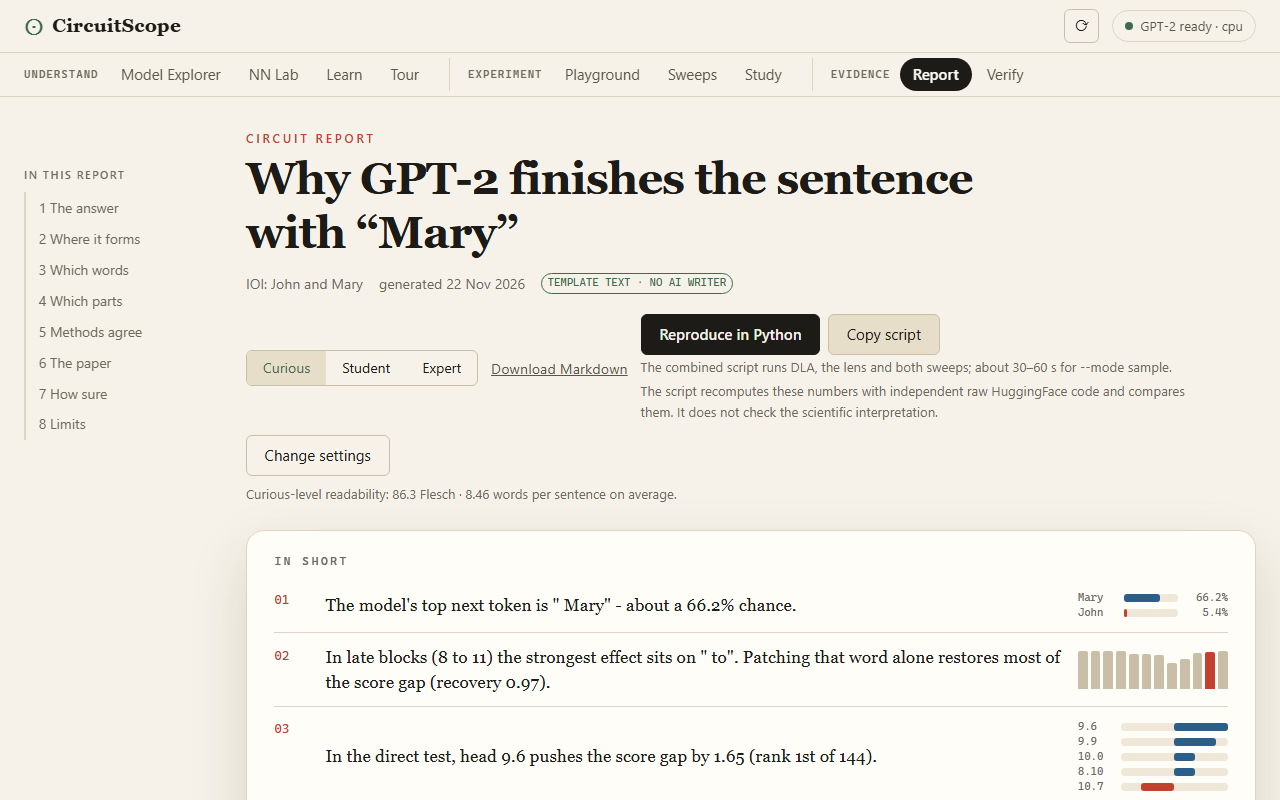 CircuitScope
GPT-2 ready · cpu
UNDERSTAND Model Explorer NN Lab Learn Tour EXPERIMENT Playground Sweeps Study EVIDENCE Report Verify
IN THIS REPORT
1 The answer
2 Where it forms
3 Which words
4 Which parts
5 Methods agree
6 The paper
7 How sure
8 Limits
CIRCUIT REPORT
Why GPT-2 finishes the sentence
with “Mary”
IOI: John and Mary generated 22 Nov 2026 TEMPLATE TEXT · NO AI WRITER
Curious Student Expert Download Markdown
Reproduce in Python Copy script
The combined script runs DLA, the lens and both sweeps; about 30–60 s for --mode sample.
The script recomputes these numbers with independent raw HuggingFace code and compares
them. It does not check the scientific interpretation.
Change settings
Curious-level readability: 86.3 Flesch · 8.46 words per sentence on average.
IN SHORT
01 The model's top next token is " Mary" - about a 66.2% chance.
Mary 66.2%
John 5.4%
02 In late blocks (8 to 11) the strongest effect sits on " to". Patching that word alone restores most of
the score gap (recovery 0.97).
03 In the direct test, head 9.6 pushes the score gap by 1.65 (rank 1st of 144).
9.6
9.9
10.0
8.10
10.7